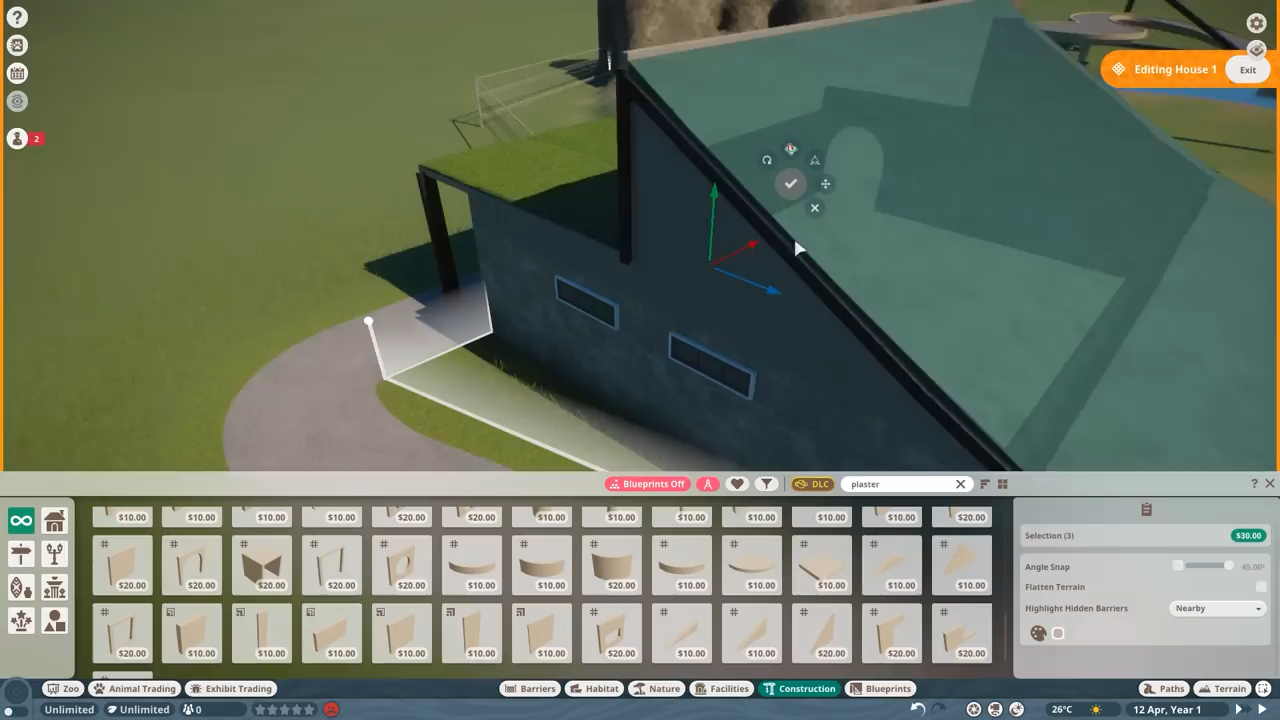 ?
Editing House 1
Exit
2
Blueprints Off
DLC
plaster
?
$10.00 $10.00 $10.00 $10.00 $20.00 $20.00 $10.00 $10.00 $10.00 $10.00 $10.00 $20.00 $20.00
$20.00 $20.00 $20.00 $20.00 $20.00 $10.00 $10.00 $20.00 $10.00 $10.00 $20.00 $10.00 $10.00
$20.00 $10.00 $10.00 $10.00 $20.00 $10.00 $10.00 $20.00 $10.00 $10.00 $20.00 $20.00 $20.00
Selection (3)
$30.00
Angle Snap
45.00°
Flatten Terrain
Highlight Hidden Barriers
Nearby
Zoo
Animal Trading
Exhibit Trading
Barriers
Habitat
Nature
Facilities
Construction
Blueprints
Paths
Terrain
Unlimited
Unlimited
0
26°C
12 Apr, Year 1